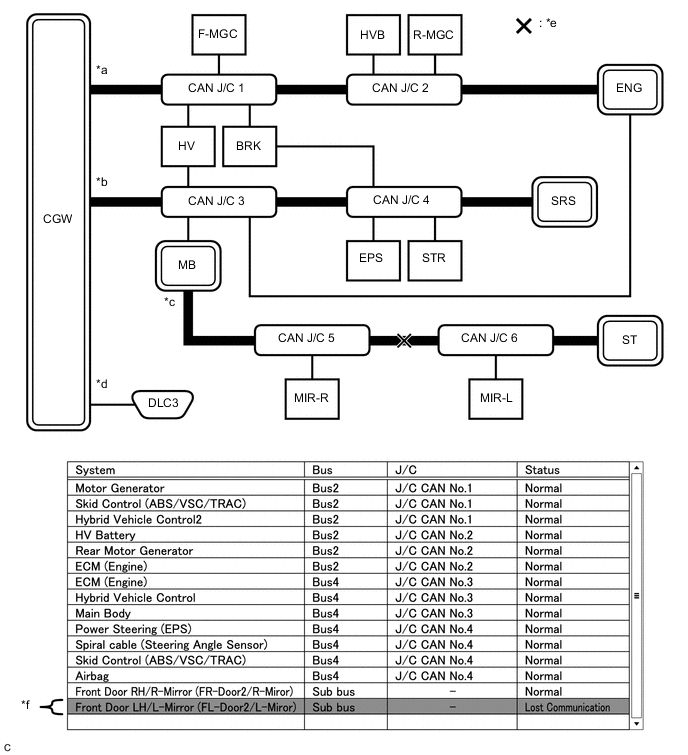 F-MGC
HVB
R-MGC
: *e
*a
CAN J/C 1
CAN J/C 2
ENG
HV
BRK
*b
CAN J/C 3
CAN J/C 4
SRS
CGW
MB
EPS
STR
*c
CAN J/C 5
CAN J/C 6
ST
*d
DLC3
MIR-R
MIR-L
System Bus J/C Status
Motor Generator Bus2 J/C CAN No.1 Normal
Skid Control (ABS/VSC/TRAC) Bus2 J/C CAN No.1 Normal
Hybrid Vehicle Control2 Bus2 J/C CAN No.1 Normal
HV Battery Bus2 J/C CAN No.2 Normal
Rear Motor Generator Bus2 J/C CAN No.2 Normal
ECM (Engine) Bus2 J/C CAN No.2 Normal
ECM (Engine) Bus4 J/C CAN No.3 Normal
Hybrid Vehicle Control Bus4 J/C CAN No.3 Normal
Main Body Bus4 J/C CAN No.3 Normal
Power Steering (EPS) Bus4 J/C CAN No.4 Normal
Spiral cable (Steering Angle Sensor) Bus4 J/C CAN No.4 Normal
Skid Control (ABS/VSC/TRAC) Bus4 J/C CAN No.4 Normal
Airbag Bus4 J/C CAN No.4 Normal
Front Door RH/R-Mirror (FR-Door2/R-Miror) Sub bus – Normal
*f Front Door LH/L-Mirror (FL-Door2/L-Miror) Sub bus – Lost Communication
C